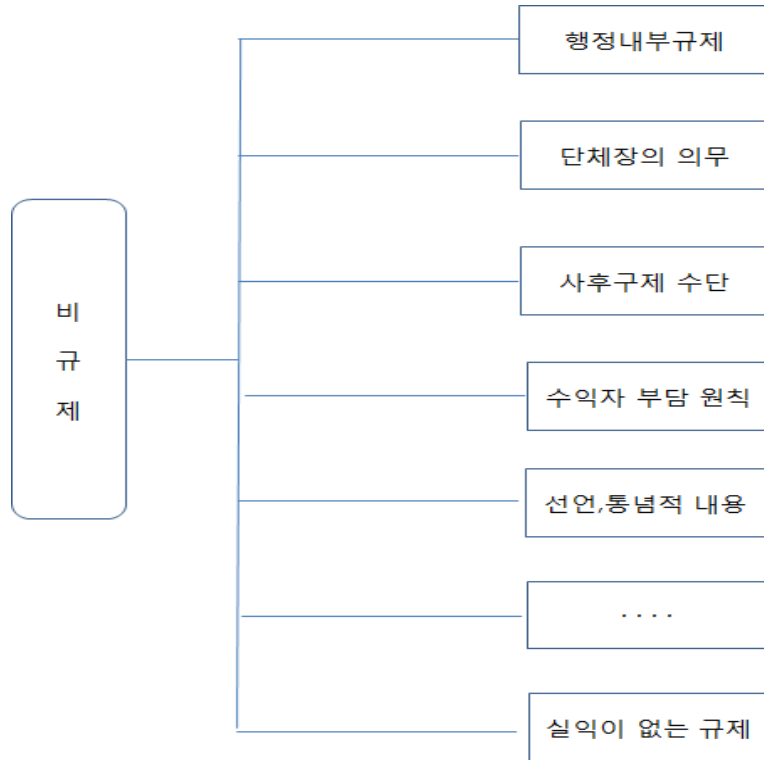 행정내부규제
단체장의 의무
비
규
제
사후구제 수단
수익자 부담 원칙
선언,통념적 내용
....
실익이 없는 규제